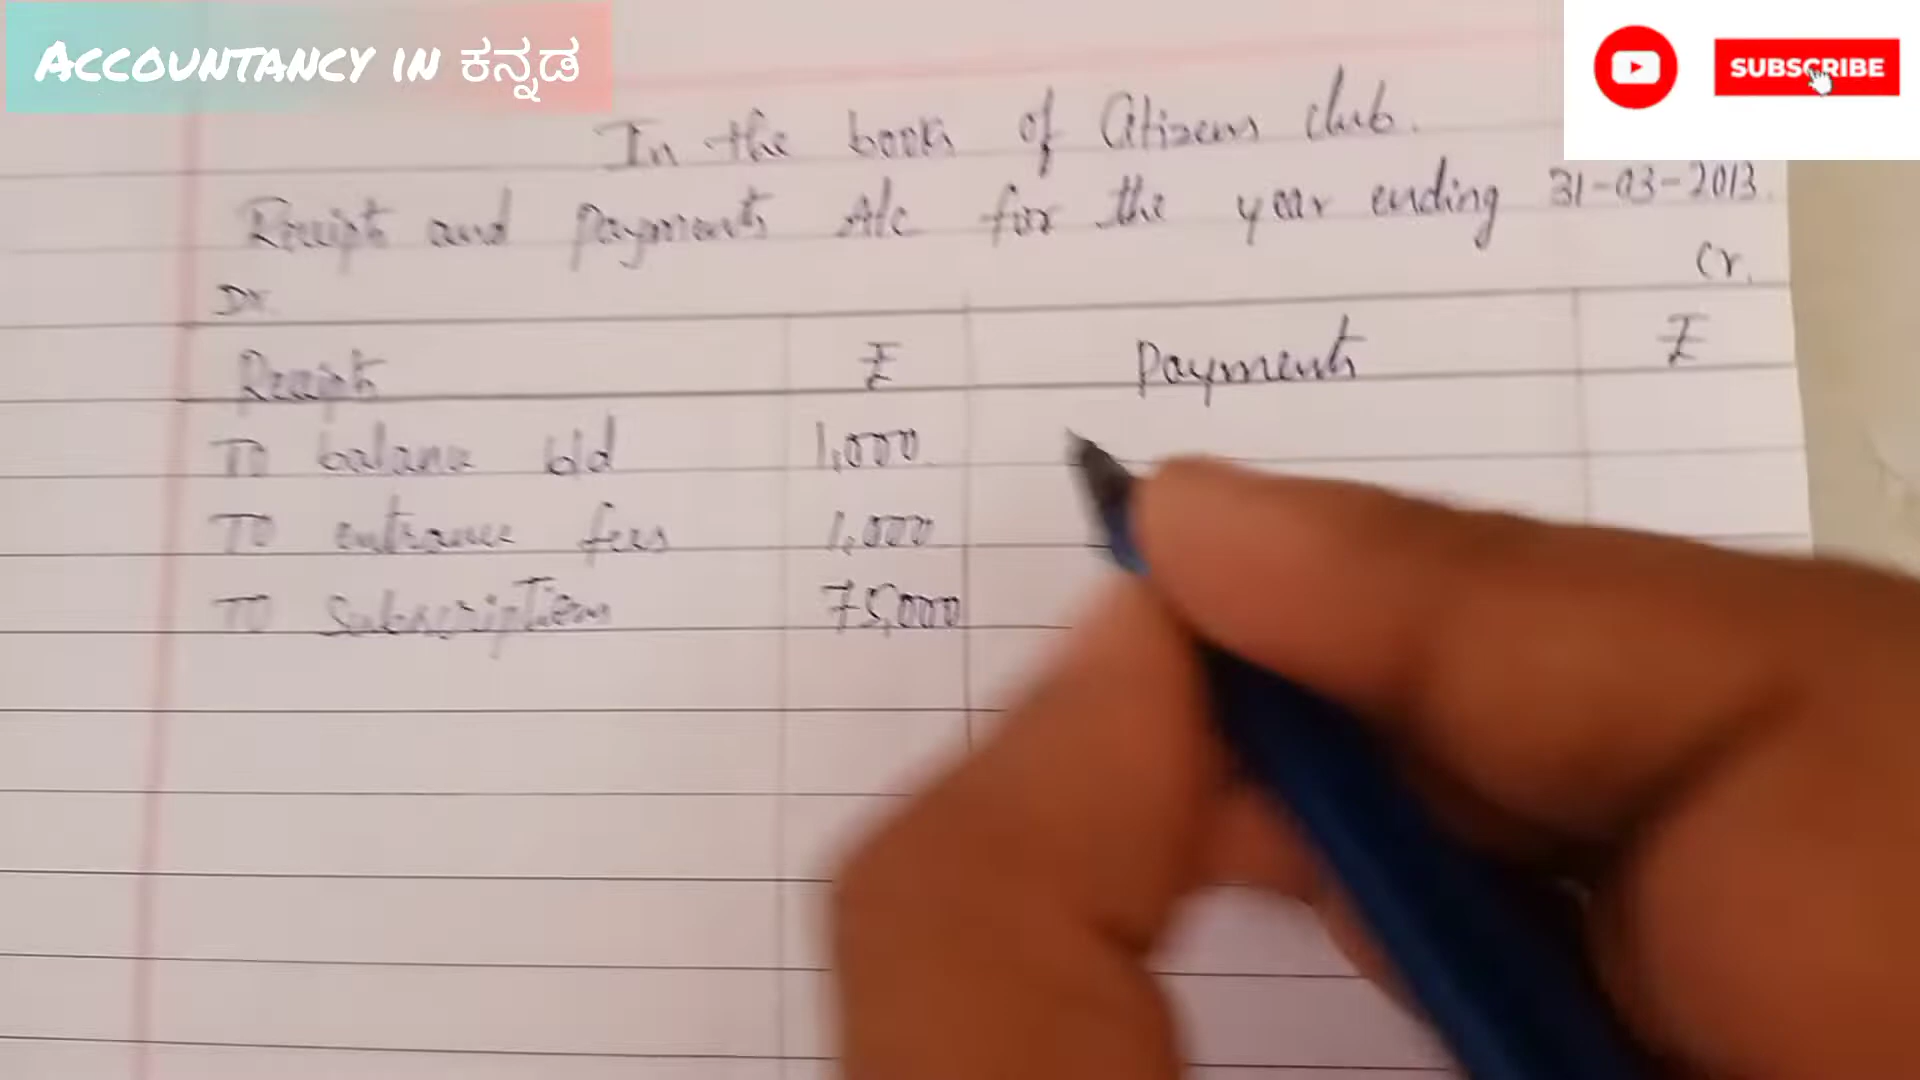 ACCOUNTANCY IN ಕನ್ನಡ
SUBSCRIBE
In the books of Citizens club.
Receipts and payments A/c for the year ending 31-03-2013.
Dr. Cr.
Receipts ₹ Payments ₹
To balance b/d 1,000
To entrance fees 1,000
To Subscription 75,000